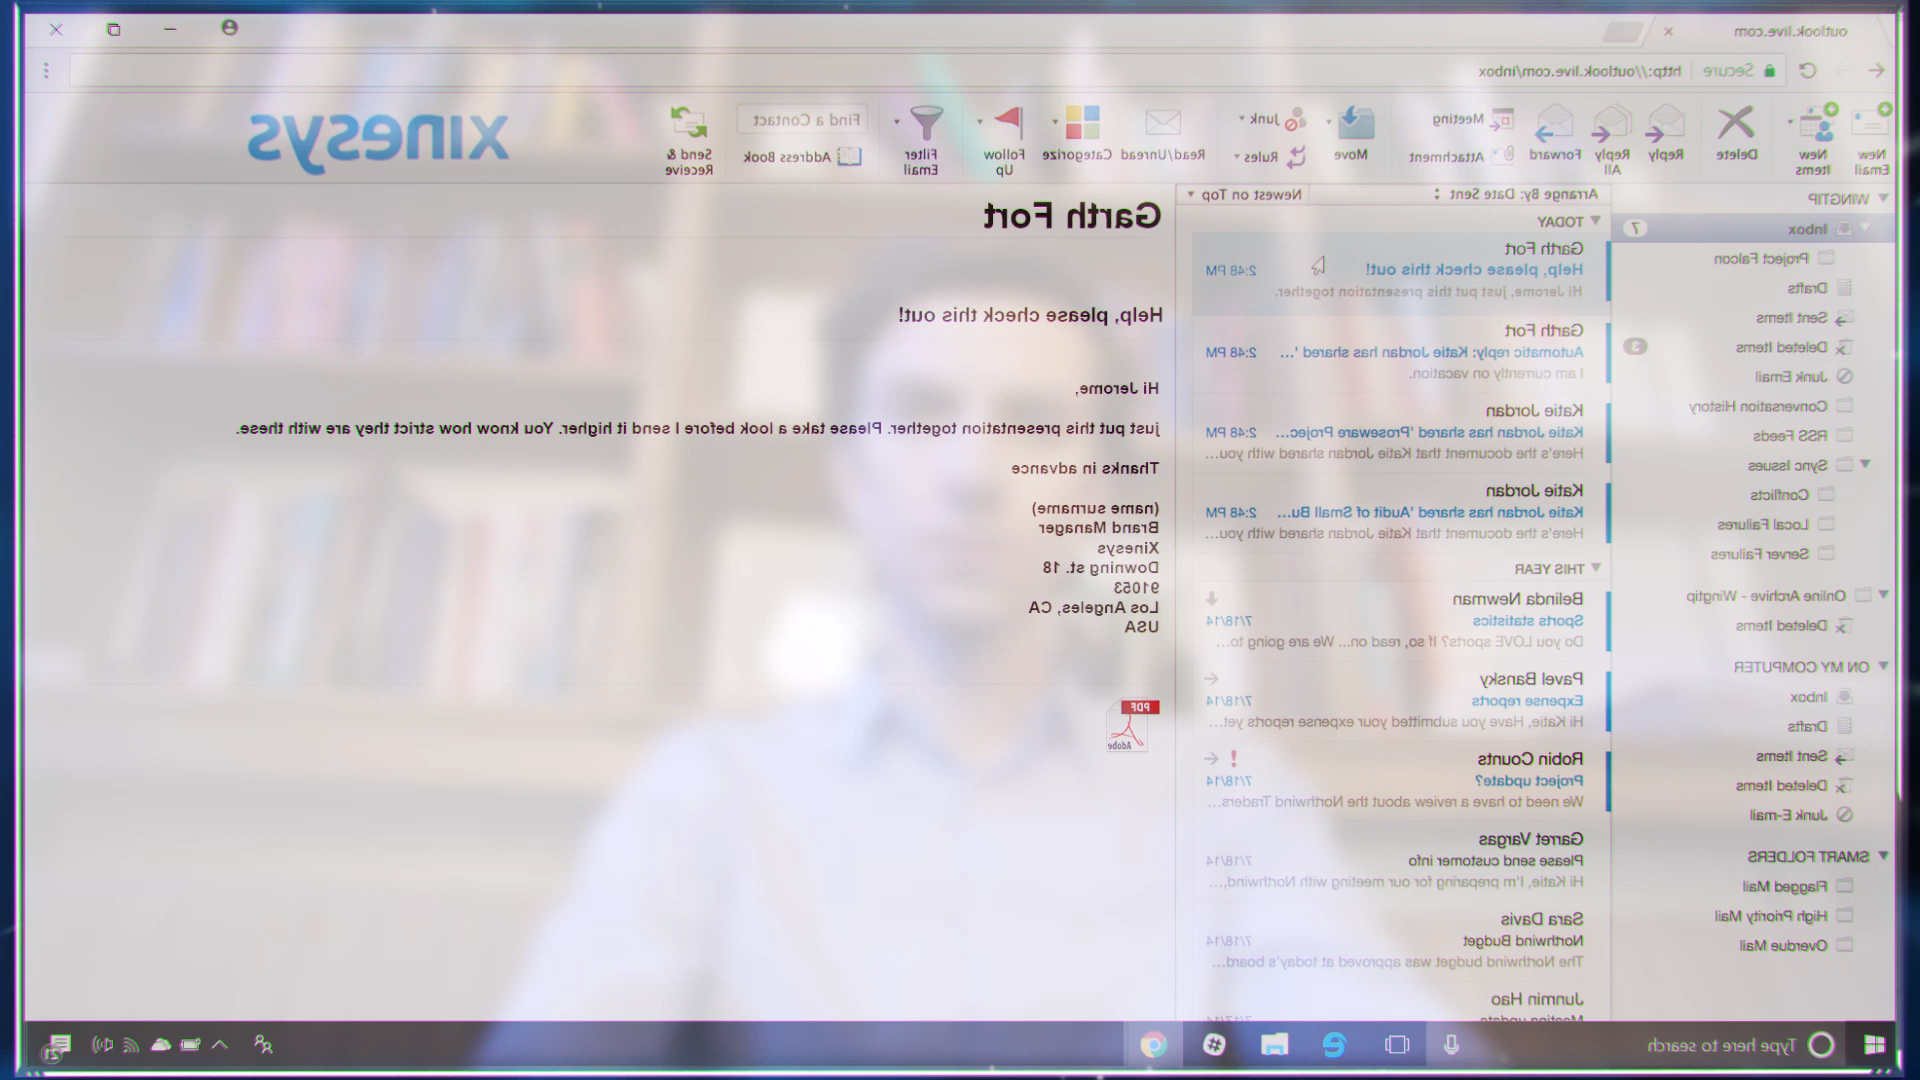 outlook.live.com
Secure
http://outlook.live.com/inbox
New Email
New Items
Delete
Reply
Reply All
Forward
Meeting
Attachment
Move
Junk
Rules
Read/Unread
Categorize
Follow Up
Filter Email
Find a Contact
Address Book
Send & Receive
xinesys
WINGTIP
Inbox 7
Project Falcon
Drafts
Sent Items
Deleted Items 3
Junk Email
Conversation History
RSS Feeds
Sync Issues
Conflicts
Local Failures
Server Failures
Online Archive - Wingtip
Deleted Items
ON MY COMPUTER
Inbox
Drafts
Sent Items
Deleted Items
Junk E-mail
SMART FOLDERS
Flagged Mail
High Priority Mail
Overdue Mail
Arrange By: Date Sent
Newest on Top
TODAY
Garth Fort
Help, please check this out! 2:48 PM
Hi Jerome, just put this presentation together.
Garth Fort
Automatic reply: Katie Jordan has shared '... 2:48 PM
I am currently on vacation.
Katie Jordan
Katie Jordan has shared 'Proseware Projec... 2:48 PM
Here's the document that Katie Jordan shared with you...
Katie Jordan
Katie Jordan has shared 'Audit of Small Bu... 2:48 PM
Here's the document that Katie Jordan shared with you...
THIS YEAR
Belinda Newman
Sports statistics 7/18/14
Do you LOVE sports? If so, read on... We are going to...
Pavel Bansky
Expense reports 7/18/14
Hi Katie, Have you submitted your expense reports yet...
Robin Counts
Project update? 7/18/14
We need to have a review about the Northwind Traders...
Garret Vargas
Please send customer info 7/18/14
Hi Katie, I'm preparing for our meeting with Northwind,...
Sara Davis
Northwind Budget 7/18/14
The Northwind budget was approved at today's board...
Junmin Hao
Meeting update 7/17/14
Garth Fort
Help, please check this out!
Hi Jerome,
just put this presentation together. Please take a look before I send it higher. You know how strict they are with these.
Thanks in advance
(name surname)
Brand Manager
Xinesys
Downing st. 18
91053
Los Angeles, CA
USA
PDF
Adobe
Type here to search
21